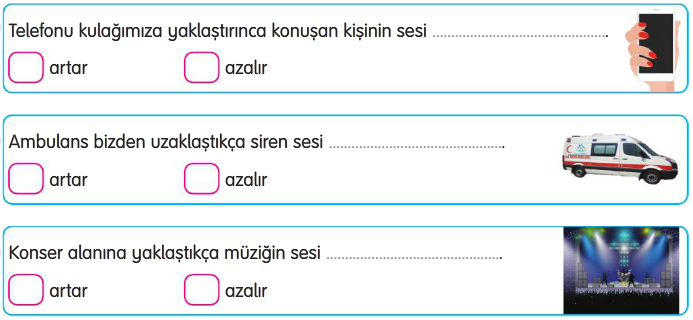 Telefonu kulağımıza yaklaştırınca konuşan kişinin sesi ........................................
artar
azalır
Ambulans bizden uzaklaştıkça siren sesi ........................................
artar
azalır
Konser alanına yaklaştıkça müziğin sesi ........................................
artar
azalır